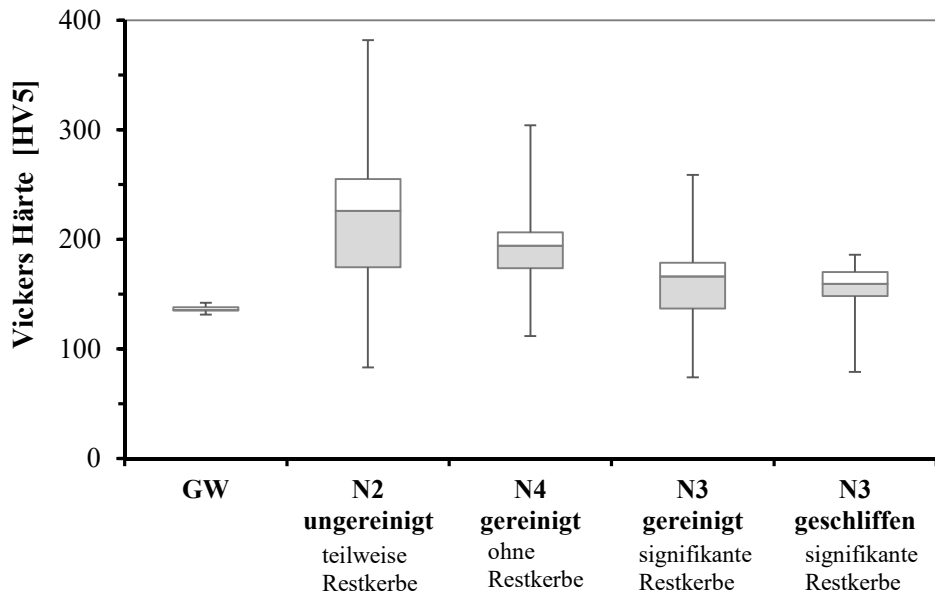 400
300
200
100
0
Vickers Härte [HV5]
GW
N2
ungereinigt
teilweise
Restkerbe
N4
gereinigt
ohne
Restkerbe
N3
gereinigt
signifikante
Restkerbe
N3
geschliffen
signifikante
Restkerbe